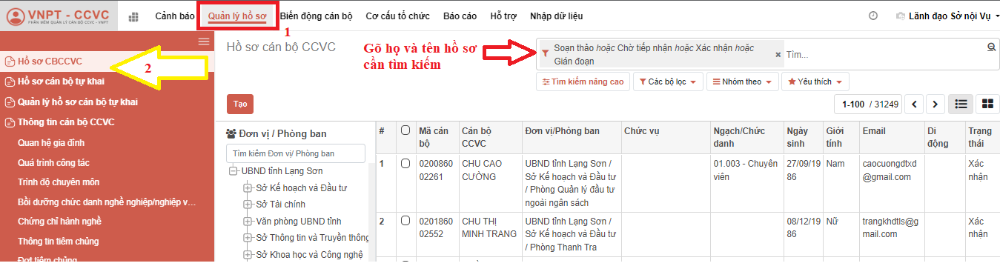 VNPT - CCVC
PHẦN MỀM QUẢN LÝ CÁN BỘ CCVC - VNPT
Cảnh báo
Quản lý hồ sơ
Biến động cán bộ
Cơ cấu tổ chức
Báo cáo
Hỗ trợ
Nhập dữ liệu
Lãnh đạo Sở nội Vụ
1
Hồ sơ CBCCVC
2
Hồ sơ cán bộ tự khai
Quản lý hồ sơ cán bộ tự khai
Thông tin cán bộ CCVC
Quan hệ gia đình
Quá trình công tác
Trình độ chuyên môn
Bồi dưỡng chức danh nghề nghiệp/nghiệp v…
Chứng chỉ hành nghề
Thông tin tiêm chủng
Đợt tiêm chủng
Hồ sơ cán bộ CCVC
Gõ họ và tên hồ sơ
cần tìm kiếm
Soạn thảo hoặc Chờ tiếp nhận hoặc Xác nhận hoặc
Gián đoạn
Tìm...
Tìm kiếm nâng cao
Các bộ lọc
Nhóm theo
Yêu thích
Tạo
1-100 / 31249
Đơn vị / Phòng ban
Tìm kiếm Đơn vị/ Phòng ban
UBND tỉnh Lạng Sơn
Sở Kế hoạch và Đầu tư
Sở Tài chính
Văn phòng UBND tỉnh
Sở Thông tin và Truyền thông
Sở Khoa học và Công nghệ
#
Mã cán
bộ
Cán bộ
CCVC
Đơn vị/Phòng ban
Chức vụ
Ngạch/Chức
danh
Ngày
sinh
Giới
tính
Email
Di
động
Trạng
thái
1
0200860
02261
CHU CAO
CƯỜNG
UBND tỉnh Lạng Sơn /
Sở Kế hoạch và Đầu tư
/ Phòng Quản lý đầu tư
ngoài ngân sách
01.003 - Chuyên
viên
27/09/19
86
Nam
caocuongdtxd
@gmail.com
Xác
nhận
2
0201860
02552
CHU THỊ
MINH TRANG
UBND tỉnh Lạng Sơn /
Sở Kế hoạch và Đầu tư
/ Phòng Thanh Tra
08/12/19
86
Nữ
trangkhdtls@g
mail.com
Xác
nhận